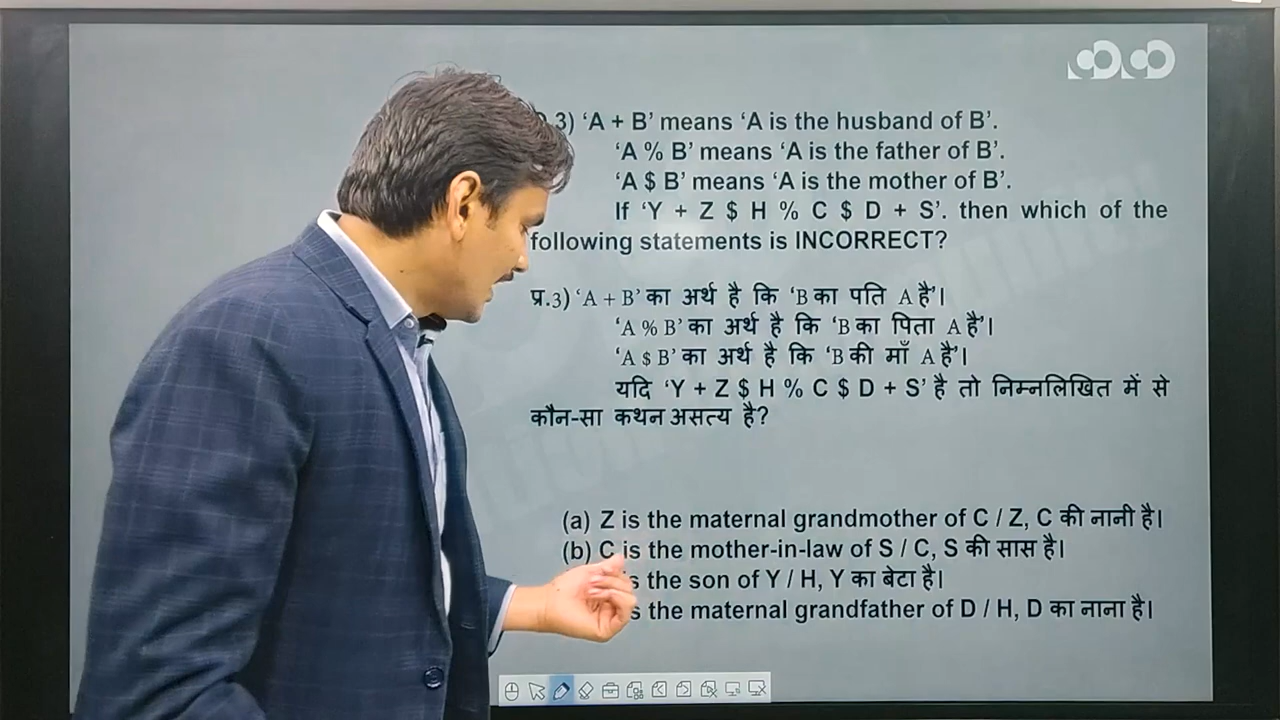 3) ‘A + B’ means ‘A is the husband of B’.
‘A % B’ means ‘A is the father of B’.
‘A $ B’ means ‘A is the mother of B’.
If ‘Y + Z $ H % C $ D + S’. then which of the
following statements is INCORRECT?
प्र.3) ‘A + B’ का अर्थ है कि ‘B का पति A है’।
‘A % B’ का अर्थ है कि ‘B का पिता A है’।
‘A $ B’ का अर्थ है कि ‘B की माँ A है’।
यदि ‘Y + Z $ H % C $ D + S’ है तो निम्नलिखित में से
कौन-सा कथन असत्य है?
(a) Z is the maternal grandmother of C / Z, C की नानी है।
(b) C is the mother-in-law of S / C, S की सास है।
s the son of Y / H, Y का बेटा है।
s the maternal grandfather of D / H, D का नाना है।